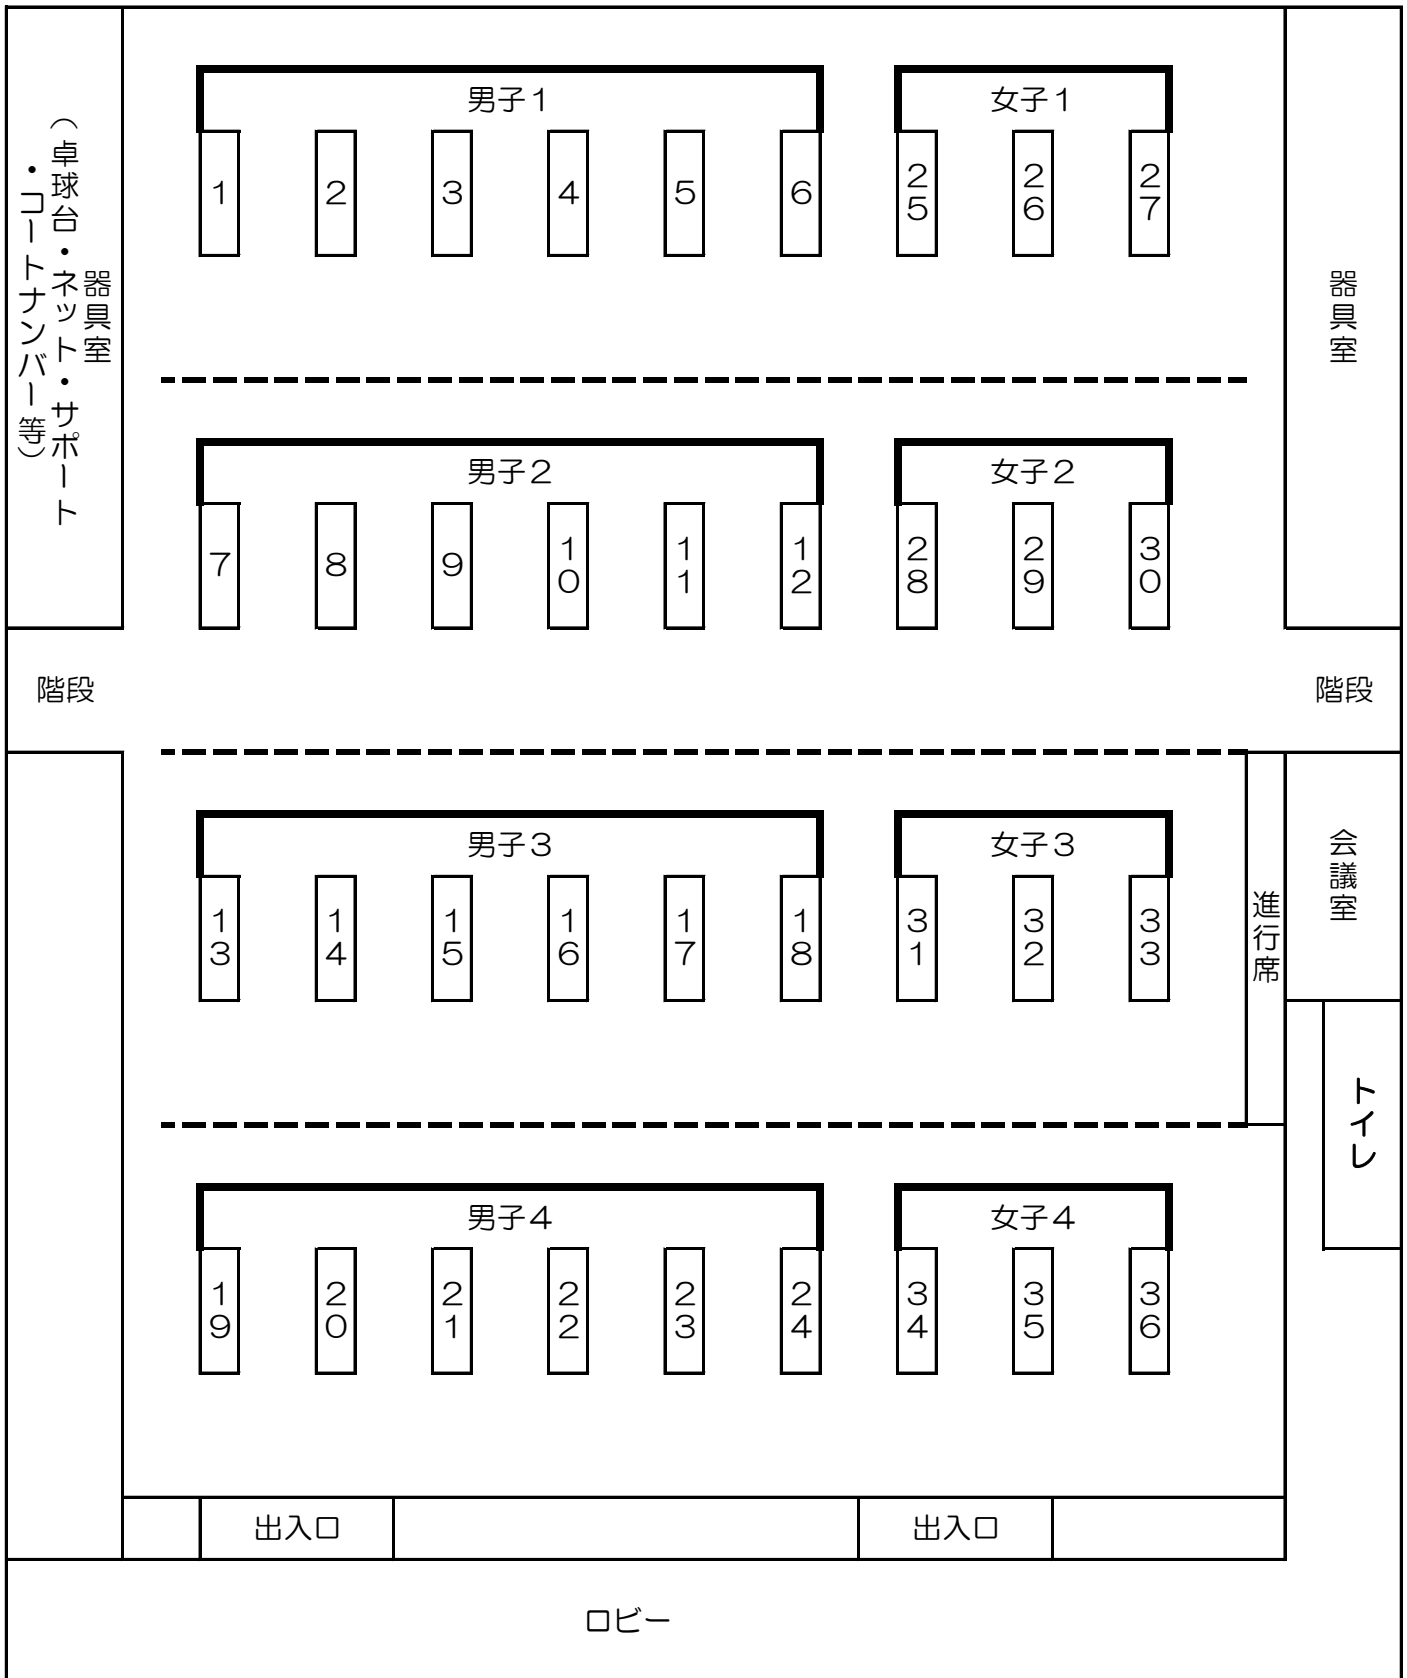 男子１
女子１
１
２
３
４
５
６
２５
２６
２７
器具室
（卓球台・ネット・サポート
・コートナンバー等）
器具室
男子２
女子２
７
８
９
１０
１１
１２
２８
２９
３０
階段
階段
男子３
女子３
１３
１４
１５
１６
１７
１８
３１
３２
３３
進行席
会議室
トイレ
男子４
女子４
１９
２０
２１
２２
２３
２４
３４
３５
３６
出入口
出入口
ロビー